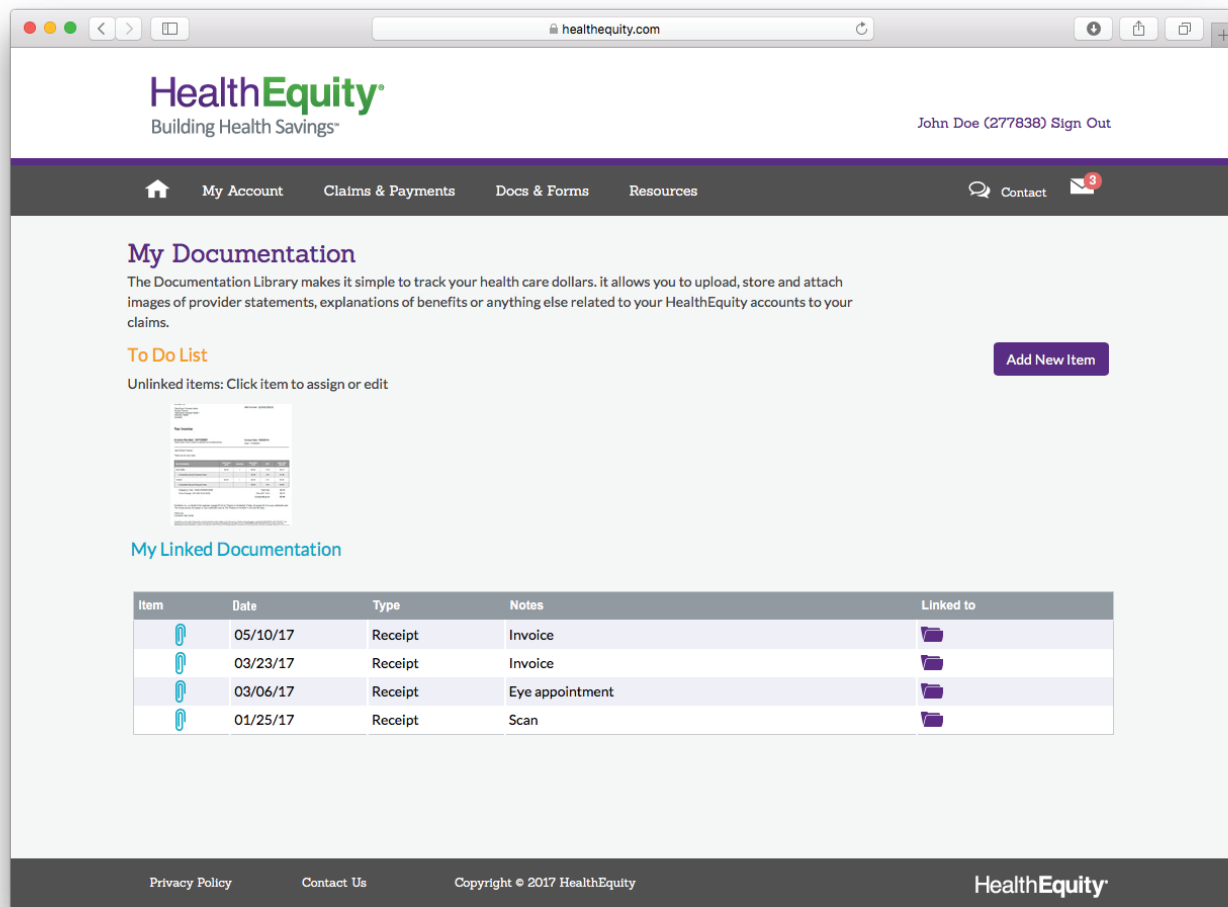 healthequity.com
HealthEquity®
Building Health Savings™
John Doe (277838) Sign Out
My Account Claims & Payments Docs & Forms Resources Contact 3
My Documentation
The Documentation Library makes it simple to track your health care dollars. it allows you to upload, store and attach
images of provider statements, explanations of benefits or anything else related to your HealthEquity accounts to your
claims.
To Do List
Add New Item
Unlinked items: Click item to assign or edit
Tax Invoice
My Linked Documentation
Item Date Type Notes Linked to
05/10/17 Receipt Invoice
03/23/17 Receipt Invoice
03/06/17 Receipt Eye appointment
01/25/17 Receipt Scan
Privacy Policy Contact Us Copyright © 2017 HealthEquity HealthEquity®